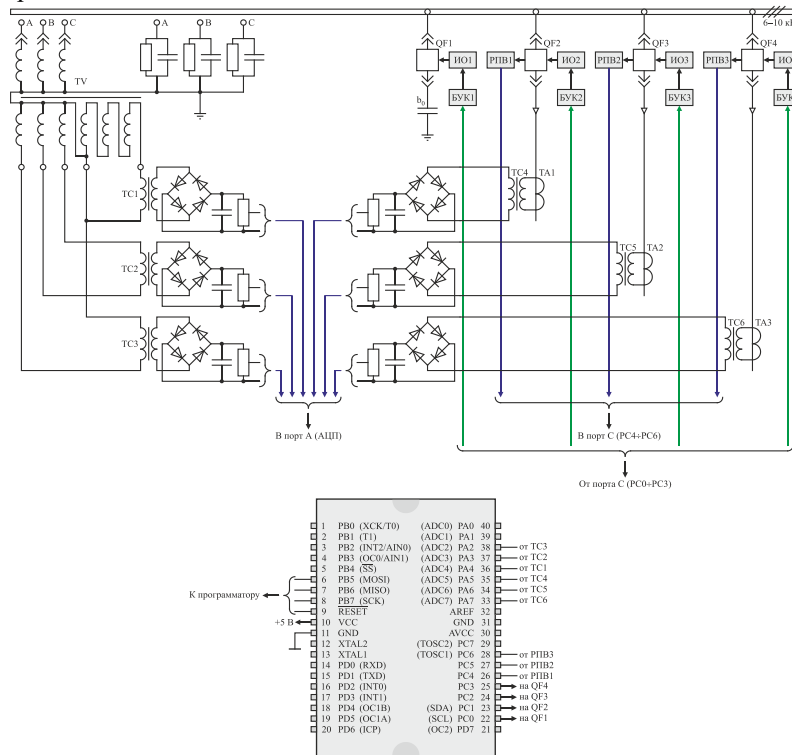 A B C A B C
6–10 к
QF1 QF2 QF3 QF4
ИО1 РПВ1 ИО2 РПВ2 ИО3 РПВ3
TV
b₀
БУК1 БУК2 БУК3
TC1 TC4 TA1
TC2 TC5 TA2
TC3 TC6 TA3
В порт А (АЦП)
В порт С (PC4÷PC6)
От порта С (PC0÷PC3)
1 PB0 (XCK/T0) (ADC0) PA0 40
2 PB1 (T1) (ADC1) PA1 39
3 PB2 (INT2/AIN0) (ADC2) PA2 38 от TC3
4 PB3 (OC0/AIN1) (ADC3) PA3 37 от TC2
5 PB4 (SS) (ADC4) PA4 36 от TC1
6 PB5 (MOSI) (ADC5) PA5 35 от TC4
7 PB6 (MISO) (ADC6) PA6 34 от TC5
К программатору
8 PB7 (SCK) (ADC7) PA7 33 от TC6
9 RESET AREF 32
+5 В 10 VCC GND 31
11 GND AVCC 30
12 XTAL2 (TOSC2) PC7 29
13 XTAL1 (TOSC1) PC6 28 от РПВ3
14 PD0 (RXD) PC5 27 от РПВ2
15 PD1 (TXD) PC4 26 от РПВ1
16 PD2 (INT0) PC3 25 на QF4
17 PD3 (INT1) PC2 24 на QF3
18 PD4 (OC1B) (SDA) PC1 23 на QF2
19 PD5 (OC1A) (SCL) PC0 22 на QF1
20 PD6 (ICP) (OC2) PD7 21